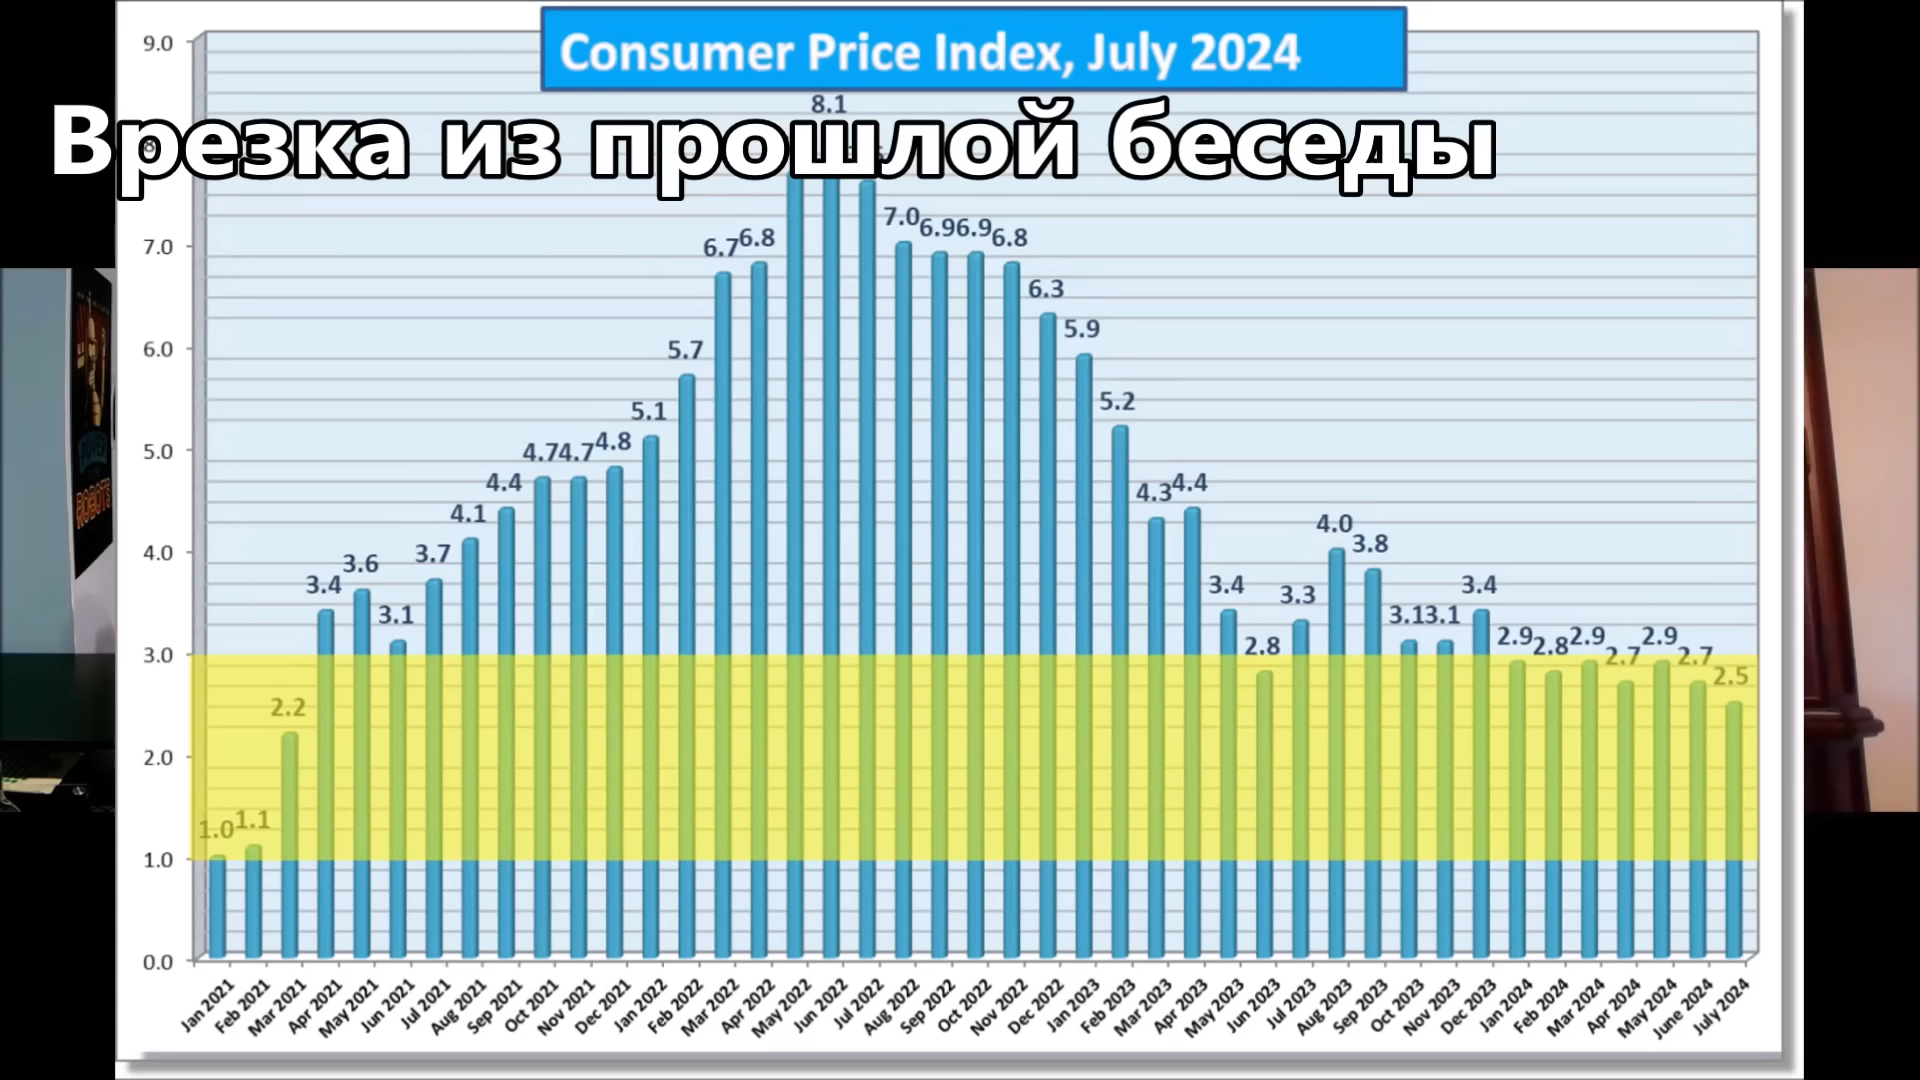 Consumer Price Index, July 2024
Врезка из прошлой беседы
9.0
7.0
6.0
5.0
4.0
3.0
2.0
1.0
0.0
1.0
1.1
2.2
3.4
3.6
3.1
3.7
4.1
4.4
4.7
4.7
4.8
5.1
5.7
6.7
6.8
8.1
7.0
6.9
6.9
6.8
6.3
5.9
5.2
4.3
4.4
3.4
2.8
3.3
4.0
3.8
3.1
3.1
3.4
2.9
2.8
2.9
2.7
2.9
2.7
2.5
Jan 2021
Feb 2021
Mar 2021
Apr 2021
May 2021
Jun 2021
Jul 2021
Aug 2021
Sep 2021
Oct 2021
Nov 2021
Dec 2021
Jan 2022
Feb 2022
Mar 2022
Apr 2022
May 2022
Jun 2022
Jul 2022
Aug 2022
Sep 2022
Oct 2022
Nov 2022
Dec 2022
Jan 2023
Feb 2023
Mar 2023
Apr 2023
May 2023
Jun 2023
Jul 2023
Aug 2023
Sep 2023
Oct 2023
Nov 2023
Dec 2023
Jan 2024
Feb 2024
Mar 2024
Apr 2024
May 2024
June 2024
July 2024
ROBOTS